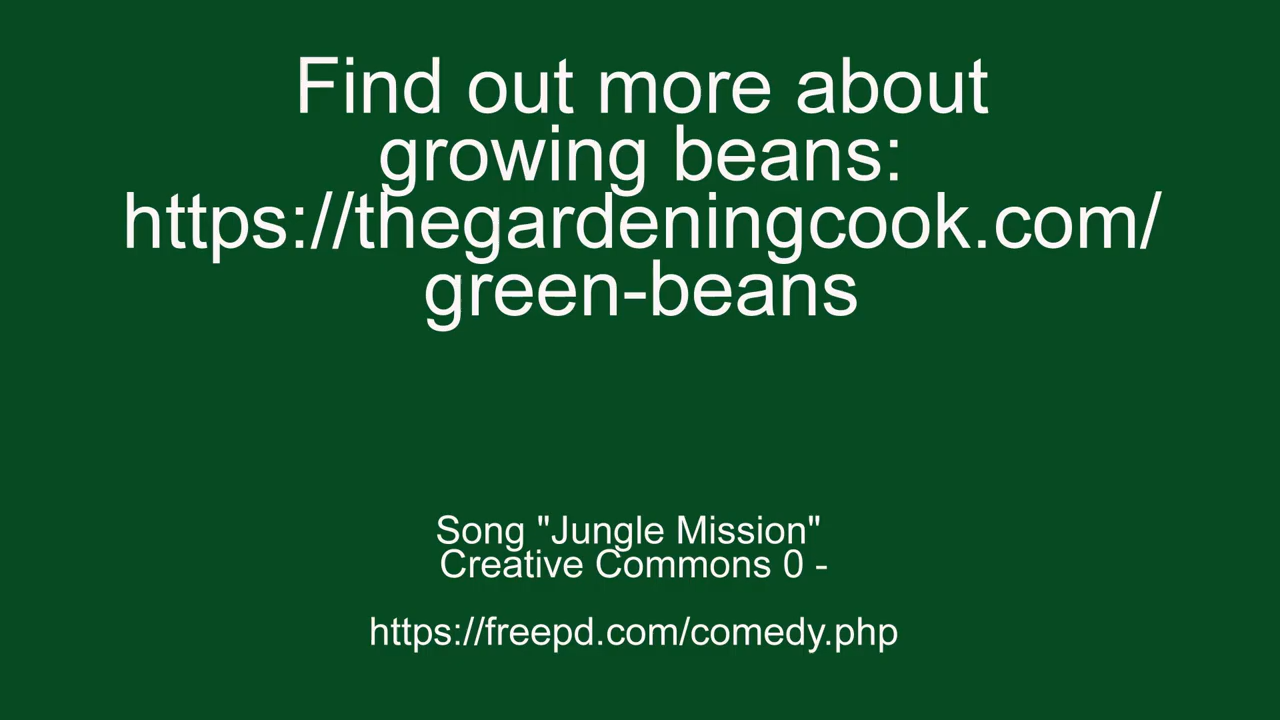 Find out more about
growing beans:
https://thegardeningcook.com/
green-beans
Song "Jungle Mission"
Creative Commons 0 -
https://freepd.com/comedy.php